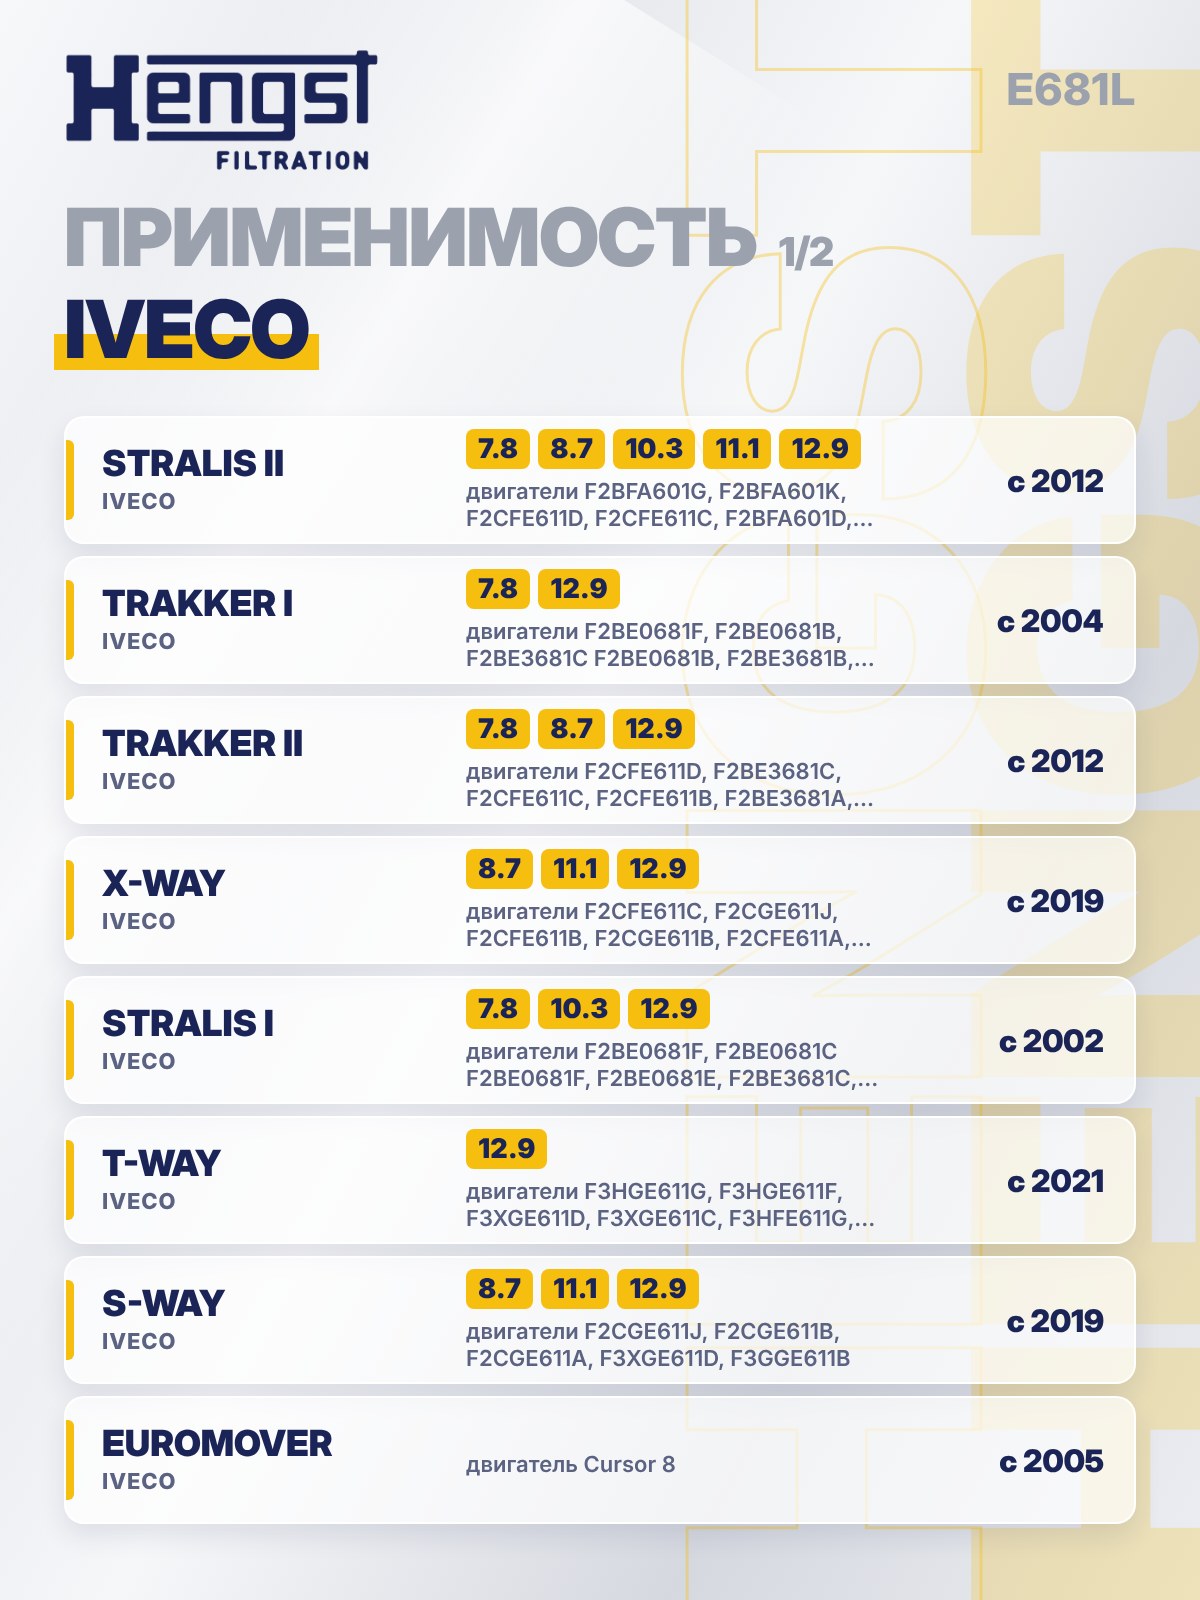 Hengst
FILTRATION
E681L
ПРИМЕНИМОСТЬ 1/2
IVECO
STRALIS II
IVECO
7.8 8.7 10.3 11.1 12.9
двигатели F2BFA601G, F2BFA601K,
F2CFE611D, F2CFE611C, F2BFA601D,...
с 2012
TRAKKER I
IVECO
7.8 12.9
двигатели F2BE0681F, F2BE0681B,
F2BE3681C F2BE0681B, F2BE3681B,...
с 2004
TRAKKER II
IVECO
7.8 8.7 12.9
двигатели F2CFE611D, F2BE3681C,
F2CFE611C, F2CFE611B, F2BE3681A,...
с 2012
X-WAY
IVECO
8.7 11.1 12.9
двигатели F2CFE611C, F2CGE611J,
F2CFE611B, F2CGE611B, F2CFE611A,...
с 2019
STRALIS I
IVECO
7.8 10.3 12.9
двигатели F2BE0681F, F2BE0681C
F2BE0681F, F2BE0681E, F2BE3681C,...
с 2002
T-WAY
IVECO
12.9
двигатели F3HGE611G, F3HGE611F,
F3XGE611D, F3XGE611C, F3HFE611G,...
с 2021
S-WAY
IVECO
8.7 11.1 12.9
двигатели F2CGE611J, F2CGE611B,
F2CGE611A, F3XGE611D, F3GGE611B
с 2019
EUROMOVER
IVECO
двигатель Cursor 8
с 2005
HENGST
HENGST